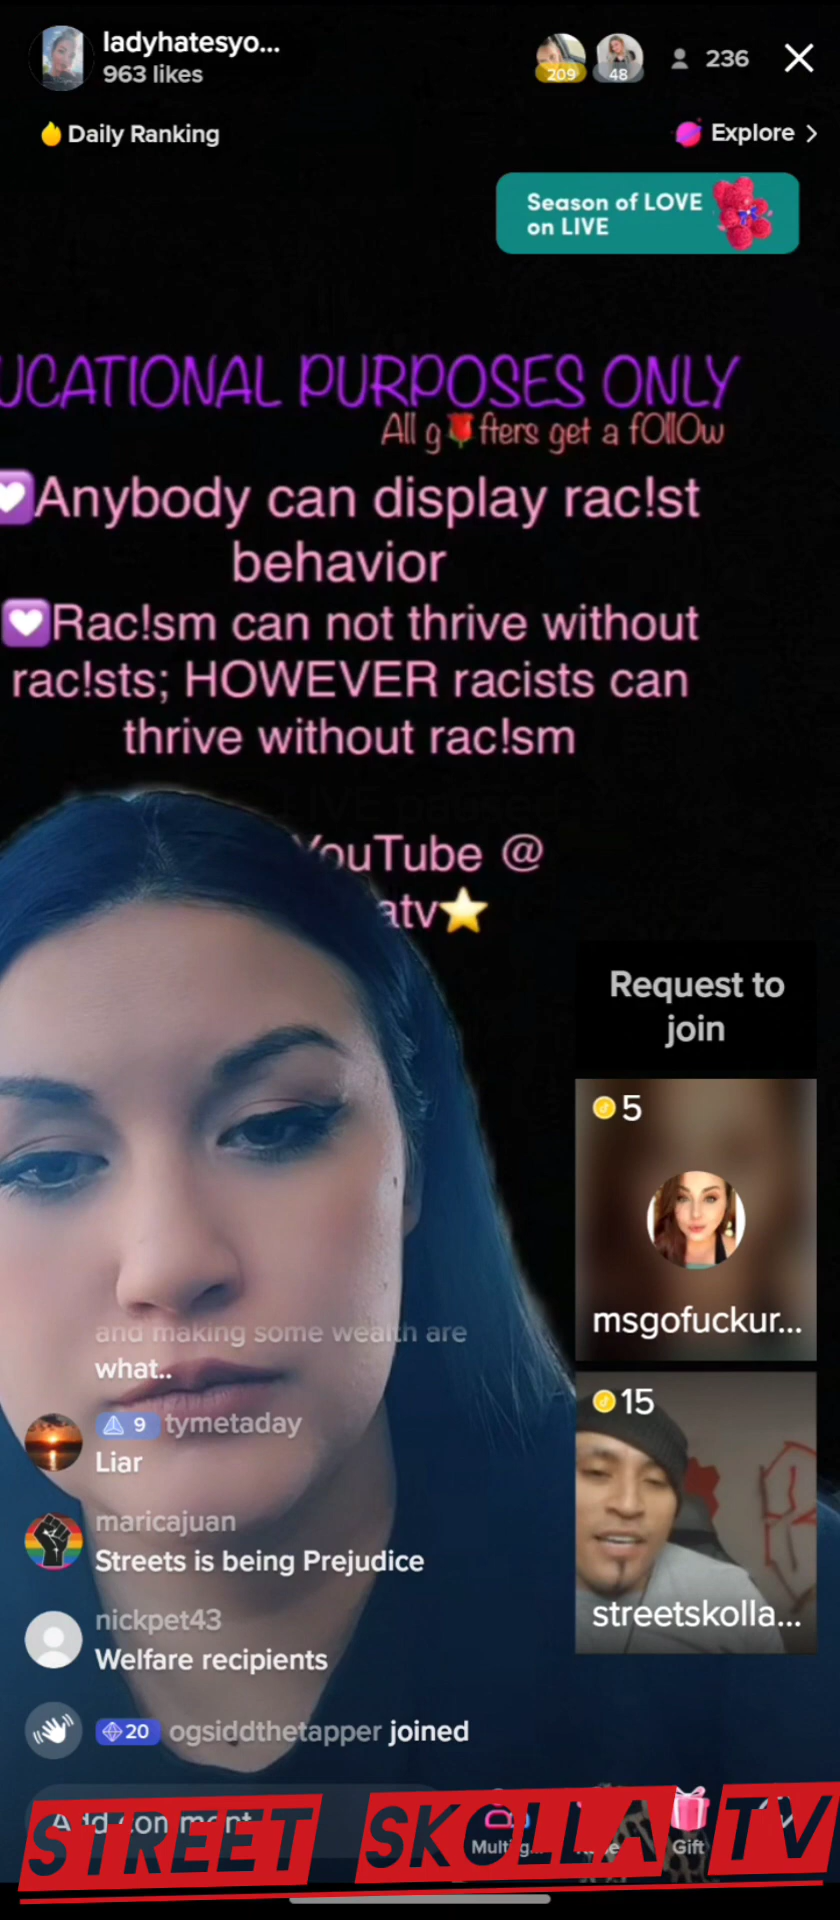 ladyhatesyo...
963 likes
209
48
236
Daily Ranking
Explore
Season of LOVE
on LIVE
UCATIONAL PURPOSES ONLY
All g🌹fters get a fOllOw
💟Anybody can display rac!st
behavior
💟Rac!sm can not thrive without
rac!sts; HOWEVER racists can
thrive without rac!sm
YouTube @
atv⭐
Request to
join
5
msgofuckur...
15
streetskolla...
and making some wealth are
what..
9 tymetaday
Liar
maricajuan
Streets is being Prejudice
nickpet43
Welfare recipients
20 ogsiddthetapper joined
Add comment
Gift
STREET SKOLLA TV